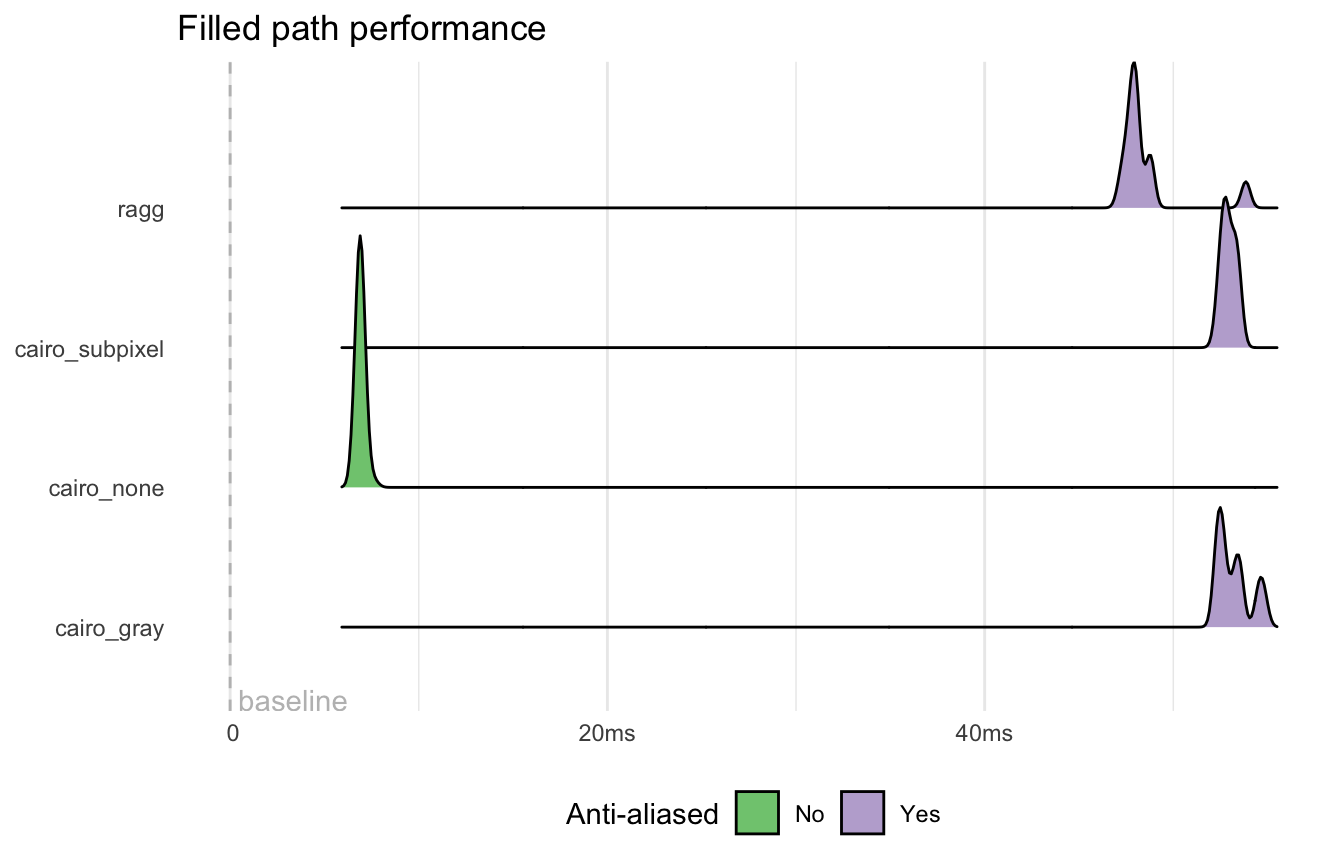 Filled path performance
ragg
cairo_subpixel
cairo_none
cairo_gray
baseline
0 20ms 40ms
Anti-aliased No Yes